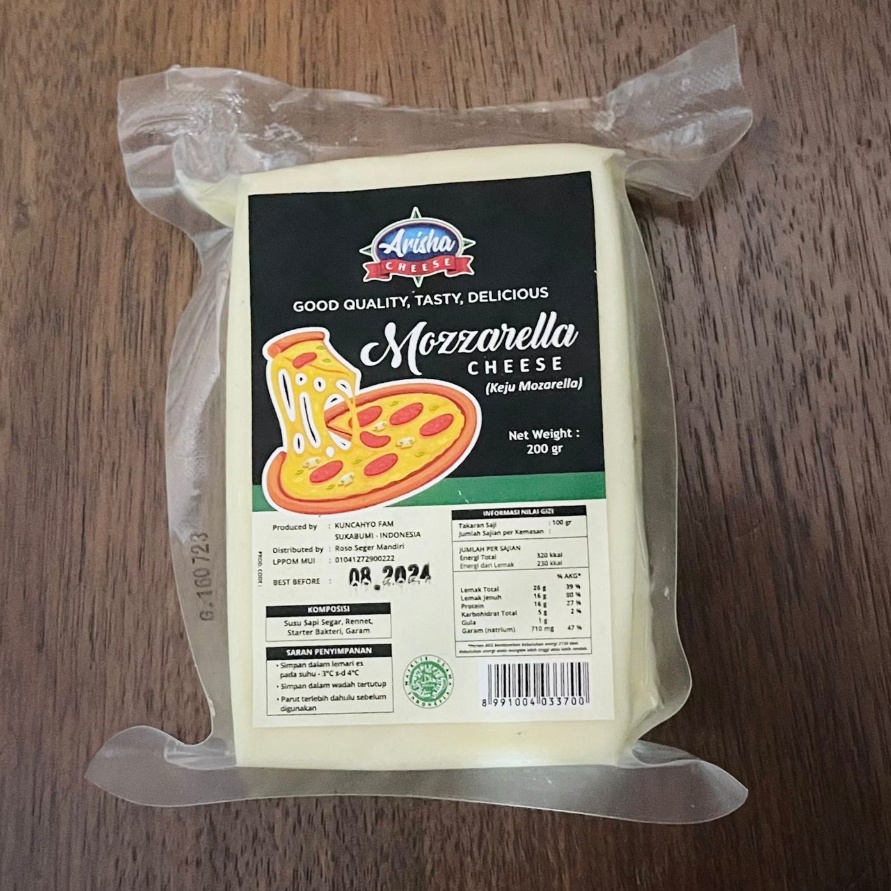 Arisha
CHEESE
GOOD QUALITY, TASTY, DELICIOUS
Mozzarella
CHEESE
(Keju Mozarella)
Net Weight :
200 gr
Produced by : KUNCAHYO FAM
SUKABUMI - INDONESIA
Distributed by : Roso Seger Mandiri
LPPOM MUI : 01041272900222
BEST BEFORE : 08.2024
PROD. CODE :
G.160723
KOMPOSISI
Susu Sapi Segar, Rennet,
Starter Bakteri, Garam
SARAN PENYIMPANAN
• Simpan dalam lemari es
pada suhu - 3°C s-d 4°C
• Simpan dalam wadah tertutup
• Parut terlebih dahulu sebelum
digunakan
INFORMASI NILAI GIZI
Takaran Saji : 100 gr
Jumlah Sajian per Kemasan :
JUMLAH PER SAJIAN
Energi Total 320 kkal
Energi dari Lemak 230 kkal
% AKG*
Lemak Total 26 g 39 %
Lemak Jenuh 16 g 80 %
Protein 16 g 27 %
Karbohidrat Total 5 g 2 %
Gula 1 g
Garam (natrium) 710 mg 47 %
8 991004 033700